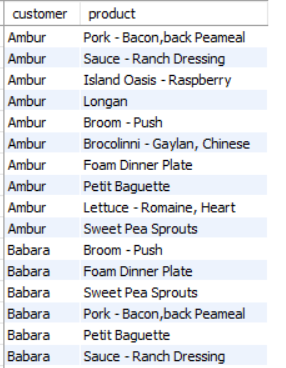 customer product
Ambur Pork - Bacon,back Peameal
Ambur Sauce - Ranch Dressing
Ambur Island Oasis - Raspberry
Ambur Longan
Ambur Broom - Push
Ambur Brocolinni - Gaylan, Chinese
Ambur Foam Dinner Plate
Ambur Petit Baguette
Ambur Lettuce - Romaine, Heart
Ambur Sweet Pea Sprouts
Babara Broom - Push
Babara Foam Dinner Plate
Babara Sweet Pea Sprouts
Babara Pork - Bacon,back Peameal
Babara Petit Baguette
Babara Sauce - Ranch Dressing